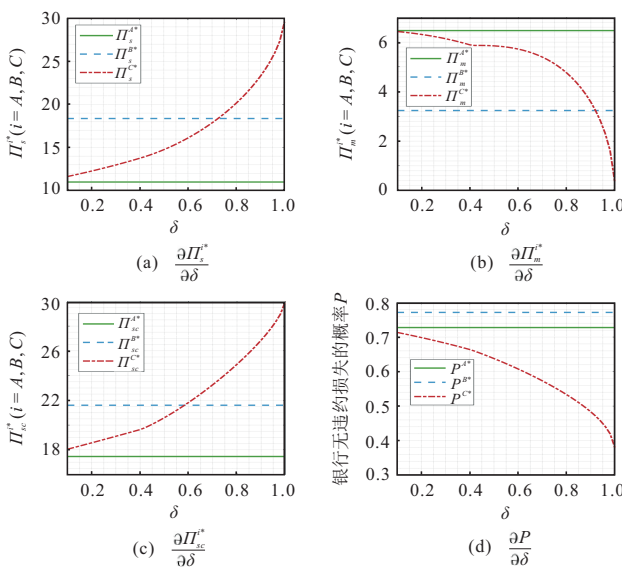 Π_s^{i*}(i=A,B,C)
30
25
20
15
10
Π_s^{A*}
Π_s^{B*}
Π_s^{C*}
0.2 0.4 0.6 0.8 1.0
δ
(a) ∂Π_s^{i*}/∂δ
Π_m^{i*}(i=A,B,C)
6
4
2
0
Π_m^{A*}
Π_m^{B*}
Π_m^{C*}
0.2 0.4 0.6 0.8 1.0
δ
(b) ∂Π_m^{i*}/∂δ
Π_sc^{i*}(i=A,B,C)
30
26
22
18
Π_sc^{A*}
Π_sc^{B*}
Π_sc^{C*}
0.2 0.4 0.6 0.8 1.0
δ
(c) ∂Π_sc^{i*}/∂δ
银行无违约损失的概率P
0.8
0.7
0.6
0.5
0.4
0.3
P^{A*}
P^{B*}
P^{C*}
0.2 0.4 0.6 0.8 1.0
δ
(d) ∂P/∂δ